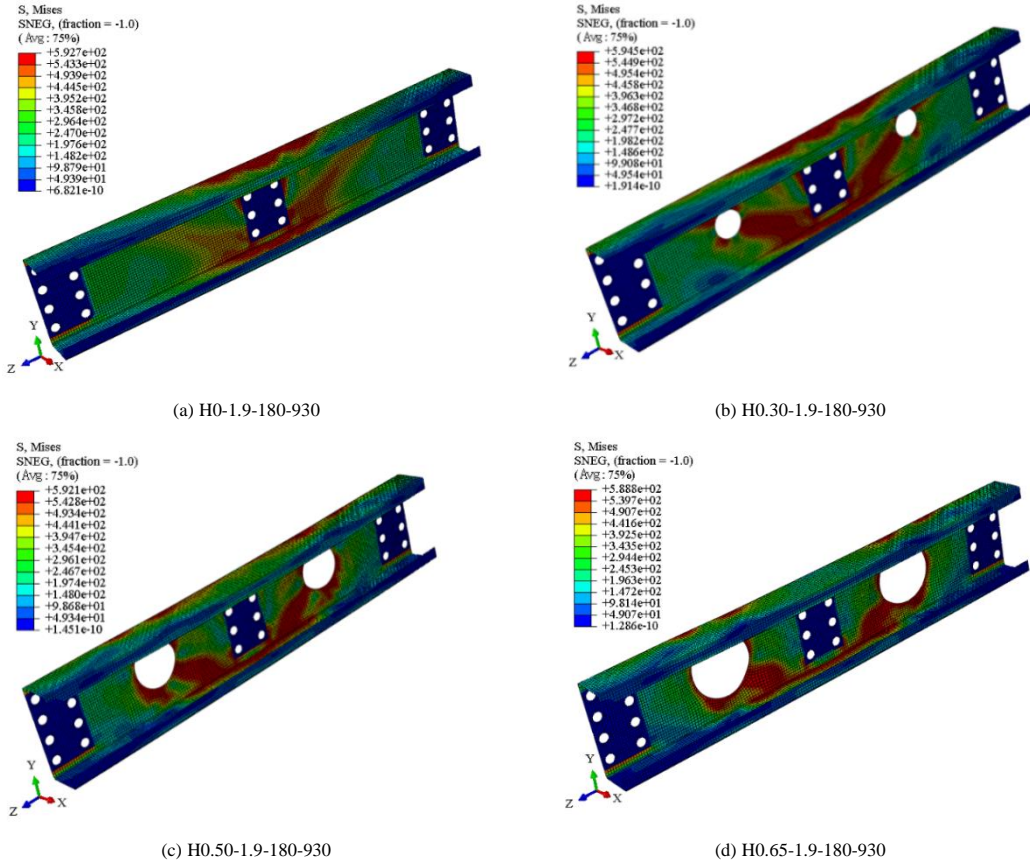 S, Mises
SNEG, (fraction = -1.0)
(Avg : 75%)
+5.927e+02
+5.433e+02
+4.939e+02
+4.445e+02
+3.952e+02
+3.458e+02
+2.964e+02
+2.470e+02
+1.976e+02
+1.482e+02
+9.879e+01
+4.939e+01
+6.821e-10
Y
Z
X
(a) H0-1.9-180-930
S, Mises
SNEG, (fraction = -1.0)
(Avg : 75%)
+5.945e+02
+5.449e+02
+4.954e+02
+4.458e+02
+3.963e+02
+3.468e+02
+2.972e+02
+2.477e+02
+1.982e+02
+1.486e+02
+9.908e+01
+4.954e+01
+1.914e-10
Y
Z
X
(b) H0.30-1.9-180-930
S, Mises
SNEG, (fraction = -1.0)
(Avg : 75%)
+5.921e+02
+5.428e+02
+4.934e+02
+4.441e+02
+3.947e+02
+3.454e+02
+2.961e+02
+2.467e+02
+1.974e+02
+1.480e+02
+9.868e+01
+4.934e+01
+1.451e-10
Y
Z
X
(c) H0.50-1.9-180-930
S, Mises
SNEG, (fraction = -1.0)
(Avg : 75%)
+5.888e+02
+5.397e+02
+4.907e+02
+4.416e+02
+3.925e+02
+3.435e+02
+2.944e+02
+2.453e+02
+1.963e+02
+1.472e+02
+9.814e+01
+4.907e+01
+1.286e-10
Y
Z
X
(d) H0.65-1.9-180-930